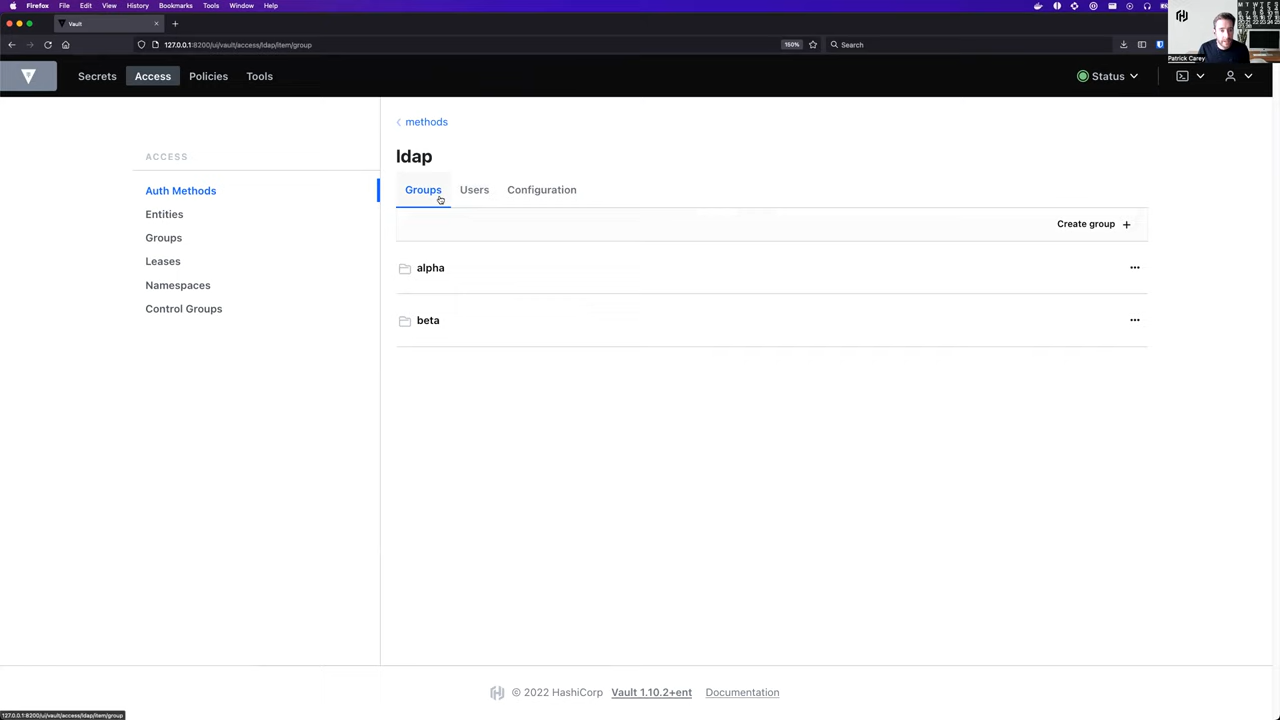 Firefox File Edit View History Bookmarks Tools Window Help
Vault
127.0.0.1:8200/ui/vault/access/ldap/item/group
150%
Search
Patrick Carey
Secrets Access Policies Tools
Status
methods
ACCESS
ldap
Auth Methods
Groups Users Configuration
Entities
Create group +
Groups
Leases
alpha
Namespaces
Control Groups
beta
© 2022 HashiCorp Vault 1.10.2+ent Documentation
127.0.0.1:8200/ui/vault/access/ldap/item/group